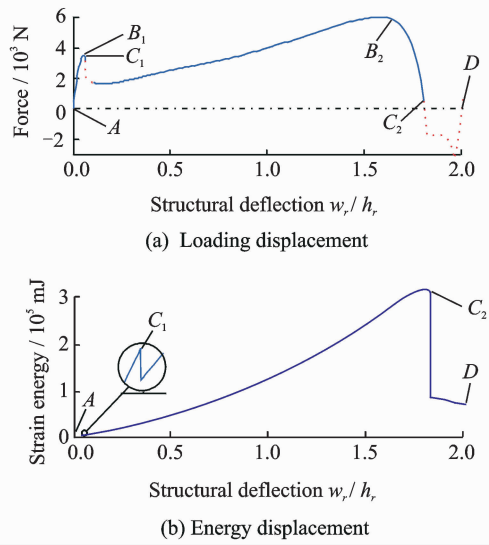 6
4
2
0
−2
Force / 10³ N
B₁
C₁
A
B₂
D
C₂
0.0
0.5
1.0
1.5
2.0
Structural deflection wᵣ / hᵣ
(a) Loading displacement
3
2
1
0
Strain energy / 10⁵ mJ
C₁
A
C₂
D
0.0
0.5
1.0
1.5
2.0
Structural deflection wᵣ / hᵣ
(b) Energy displacement